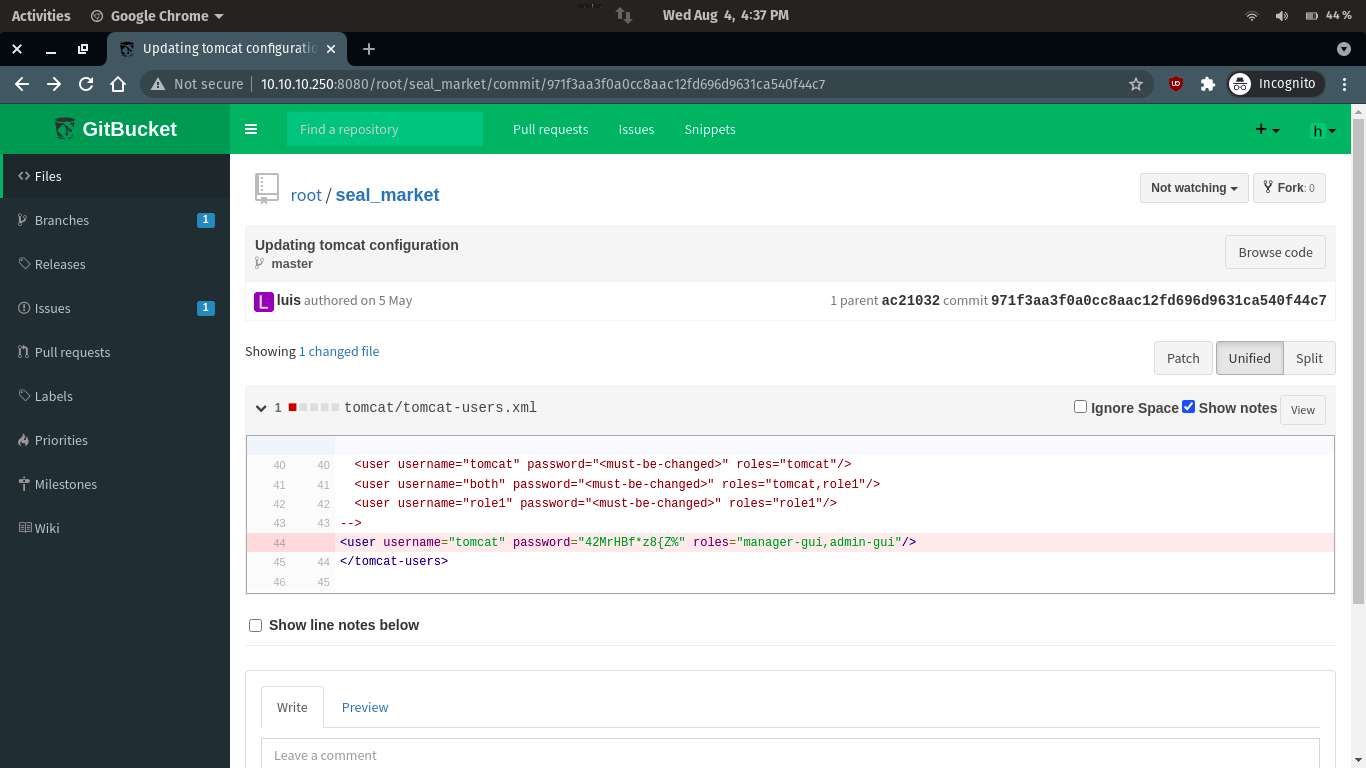 Activities Google Chrome Wed Aug 4, 4:37 PM 44 %
Updating tomcat configuratio
Not secure 10.10.10.250:8080/root/seal_market/commit/971f3aa3f0a0cc8aac12fd696d9631ca540f44c7 Incognito
GitBucket Find a repository Pull requests Issues Snippets + h
Files
Branches 1
Releases
Issues 1
Pull requests
Labels
Priorities
Milestones
Wiki
root / seal_market Not watching Fork: 0
Updating tomcat configuration
master
Browse code
L luis authored on 5 May 1 parent ac21032 commit 971f3aa3f0a0cc8aac12fd696d9631ca540f44c7
Showing 1 changed file Patch Unified Split
1 tomcat/tomcat-users.xml Ignore Space Show notes View
40 40 <user username="tomcat" password="<must-be-changed>" roles="tomcat"/>
41 41 <user username="both" password="<must-be-changed>" roles="tomcat,role1"/>
42 42 <user username="role1" password="<must-be-changed>" roles="role1"/>
43 43 -->
44 <user username="tomcat" password="42MrHBf*z8{Z%" roles="manager-gui,admin-gui"/>
45 44 </tomcat-users>
46 45
Show line notes below
Write Preview
Leave a comment